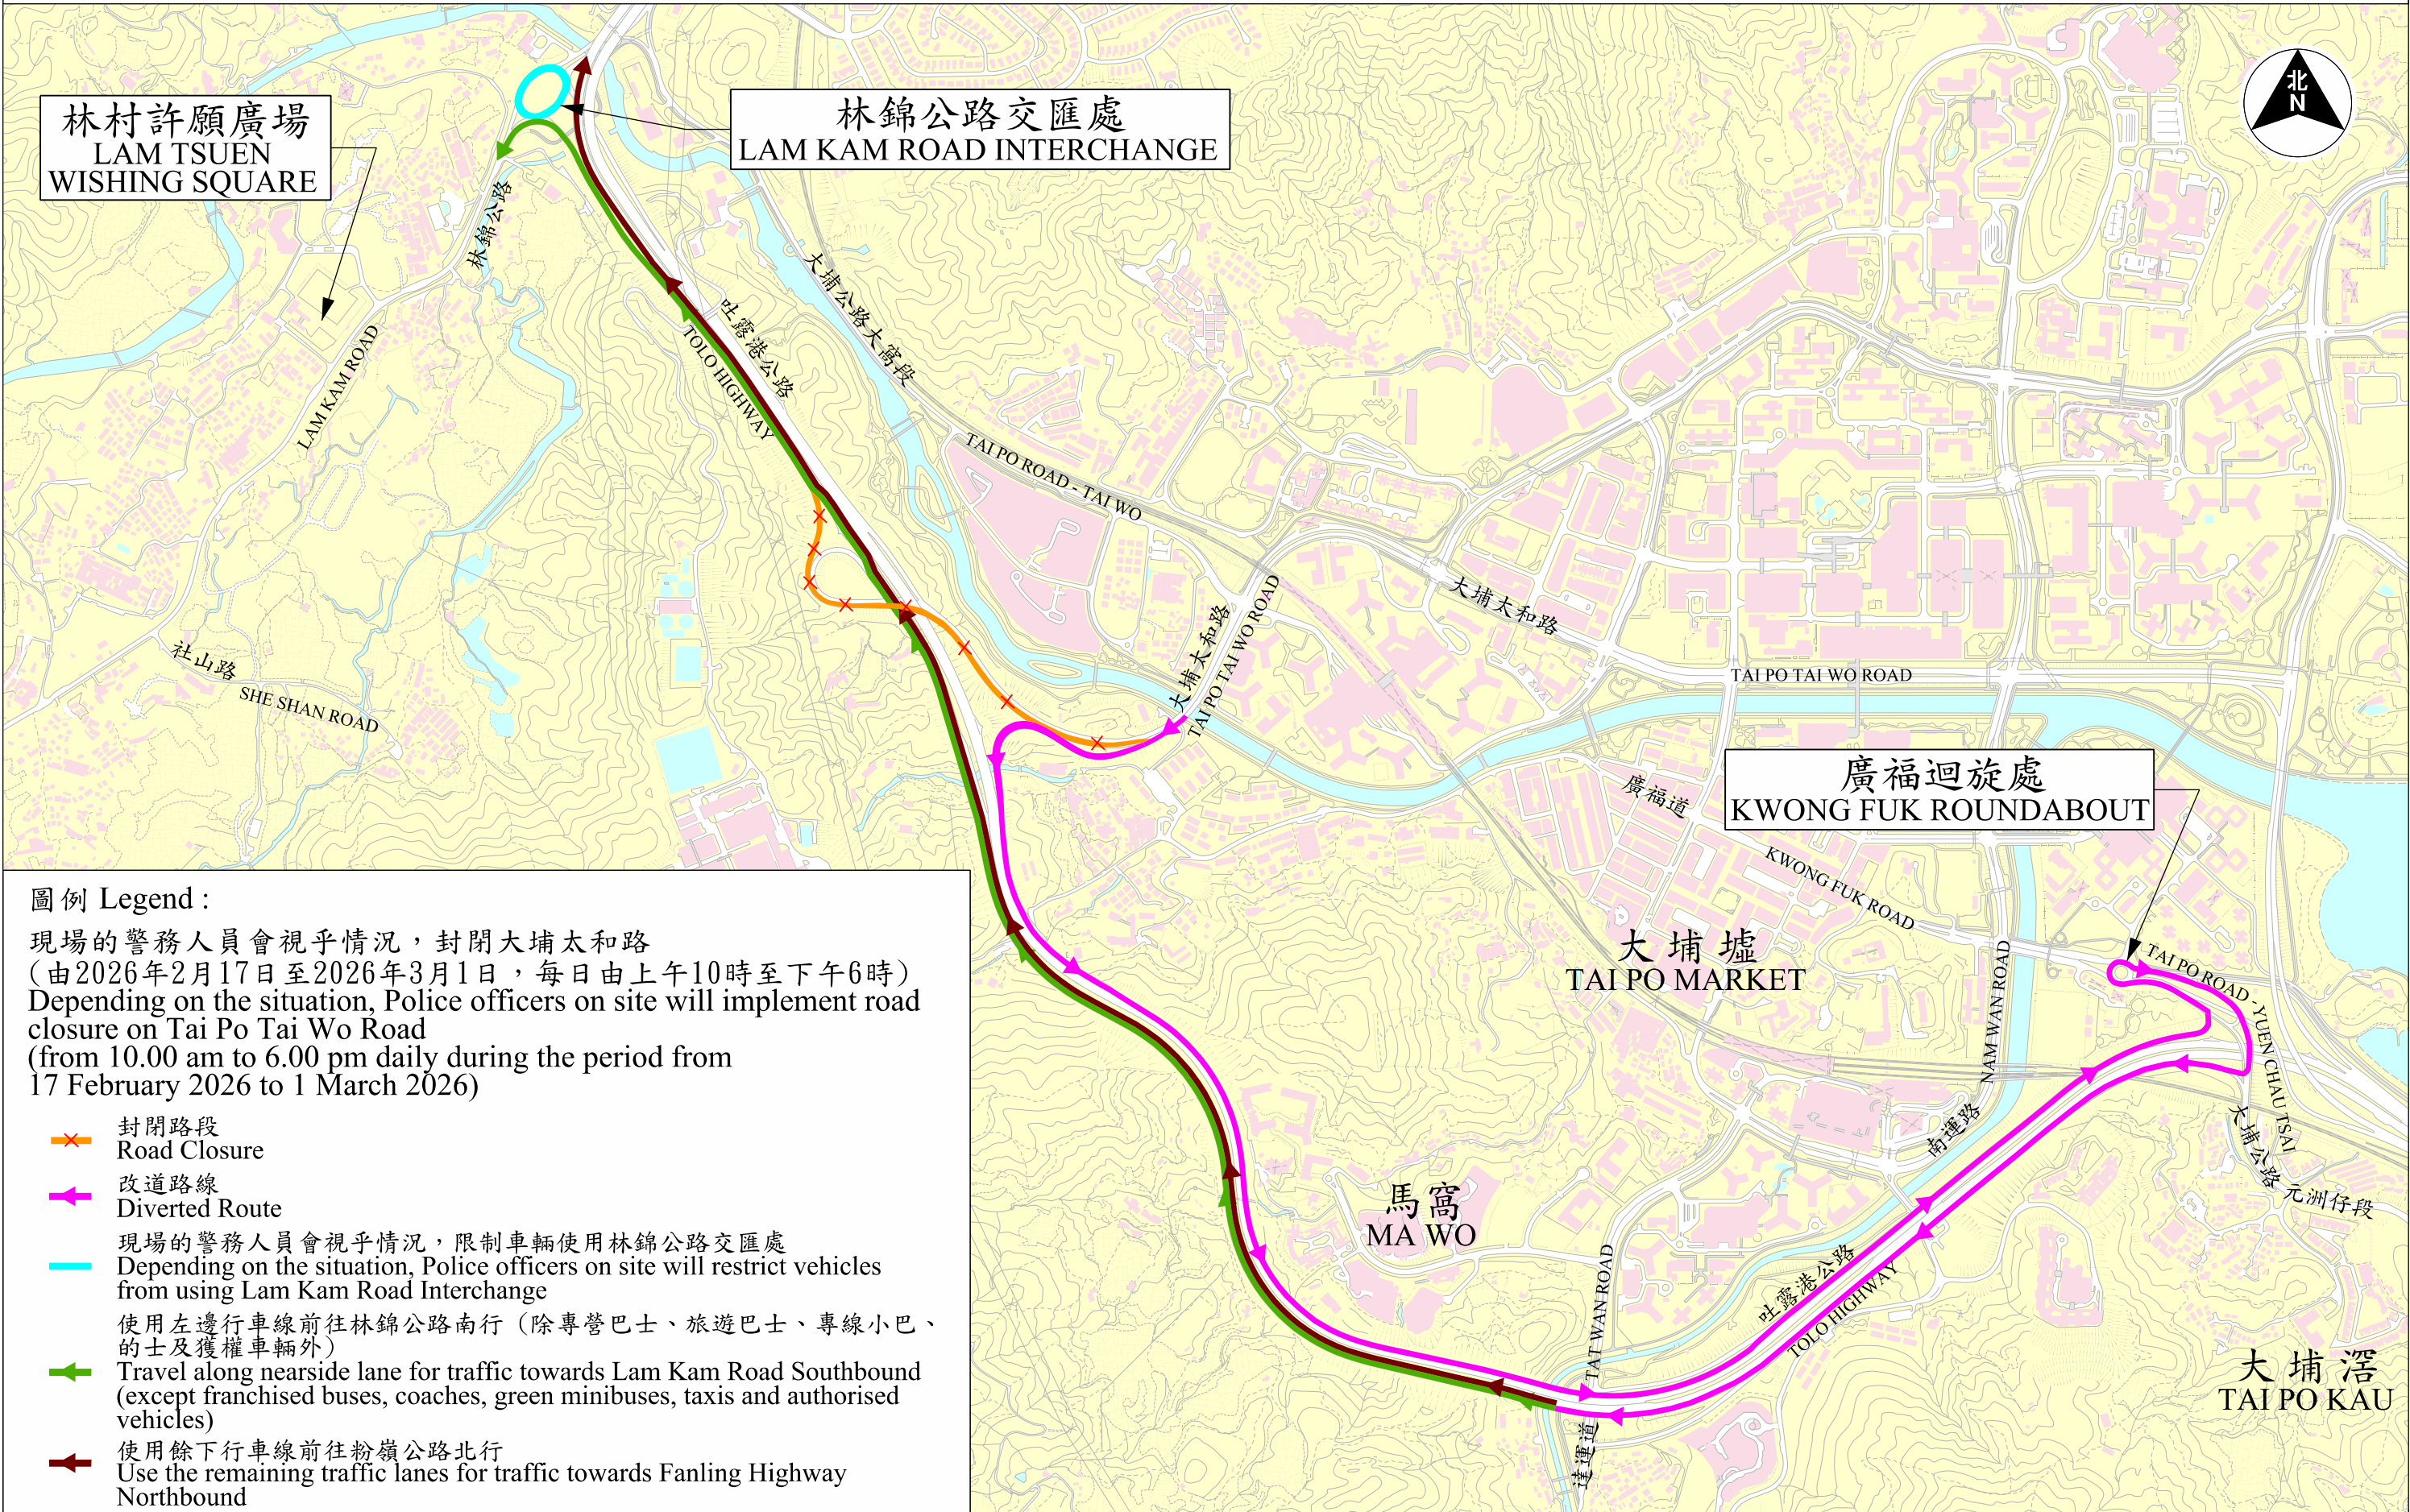 林村許願廣場
LAM TSUEN
WISHING SQUARE
林錦公路交匯處
LAM KAM ROAD INTERCHANGE
北
N
林錦公路
LAM KAM ROAD
吐露港公路
TOLO HIGHWAY
大埔公路大窩段
TAI PO ROAD - TAI WO
大埔太和路
TAI PO TAI WO ROAD
大埔太和路
TAI PO TAI WO ROAD
社山路
SHE SHAN ROAD
廣福迴旋處
KWONG FUK ROUNDABOUT
廣福道
KWONG FUK ROAD
大埔墟
TAI PO MARKET
NAM WAN ROAD
南運路
TAI PO ROAD - YUEN CHAU TSAI
大埔公路 元洲仔段
馬窩
MA WO
TAT WAN ROAD
達運道
吐露港公路
TOLO HIGHWAY
大埔滘
TAI PO KAU
圖例 Legend :
現場的警務人員會視乎情況，封閉大埔太和路
(由2026年2月17日至2026年3月1日，每日由上午10時至下午6時)
Depending on the situation, Police officers on site will implement road
closure on Tai Po Tai Wo Road
(from 10.00 am to 6.00 pm daily during the period from
17 February 2026 to 1 March 2026)
封閉路段
Road Closure
改道路線
Diverted Route
現場的警務人員會視乎情況，限制車輛使用林錦公路交匯處
Depending on the situation, Police officers on site will restrict vehicles
from using Lam Kam Road Interchange
使用左邊行車線前往林錦公路南行（除專營巴士、旅遊巴士、專線小巴、
的士及獲權車輛外）
Travel along nearside lane for traffic towards Lam Kam Road Southbound
(except franchised buses, coaches, green minibuses, taxis and authorised
vehicles)
使用餘下行車線前往粉嶺公路北行
Use the remaining traffic lanes for traffic towards Fanling Highway
Northbound